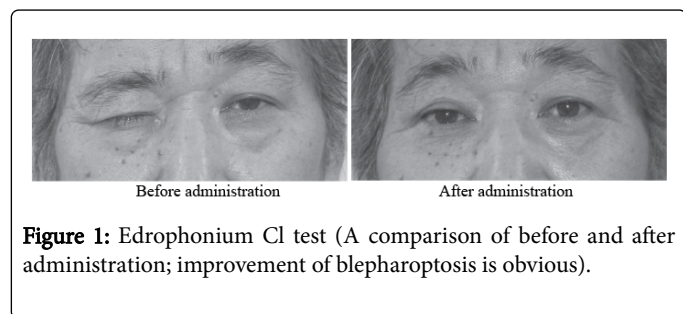 Before administration
After administration
Figure 1: Edrophonium Cl test (A comparison of before and after
administration; improvement of blepharoptosis is obvious).